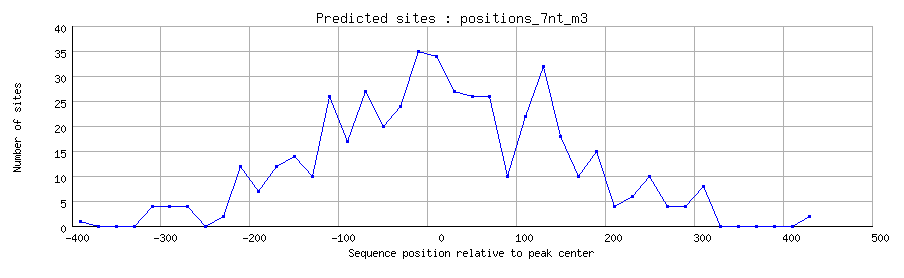 Predicted sites : positions_7nt_m3
40
35
30
25
20
15
10
5
0
Number of sites
-400 -300 -200 -100 0 100 200 300 400 500
Sequence position relative to peak center